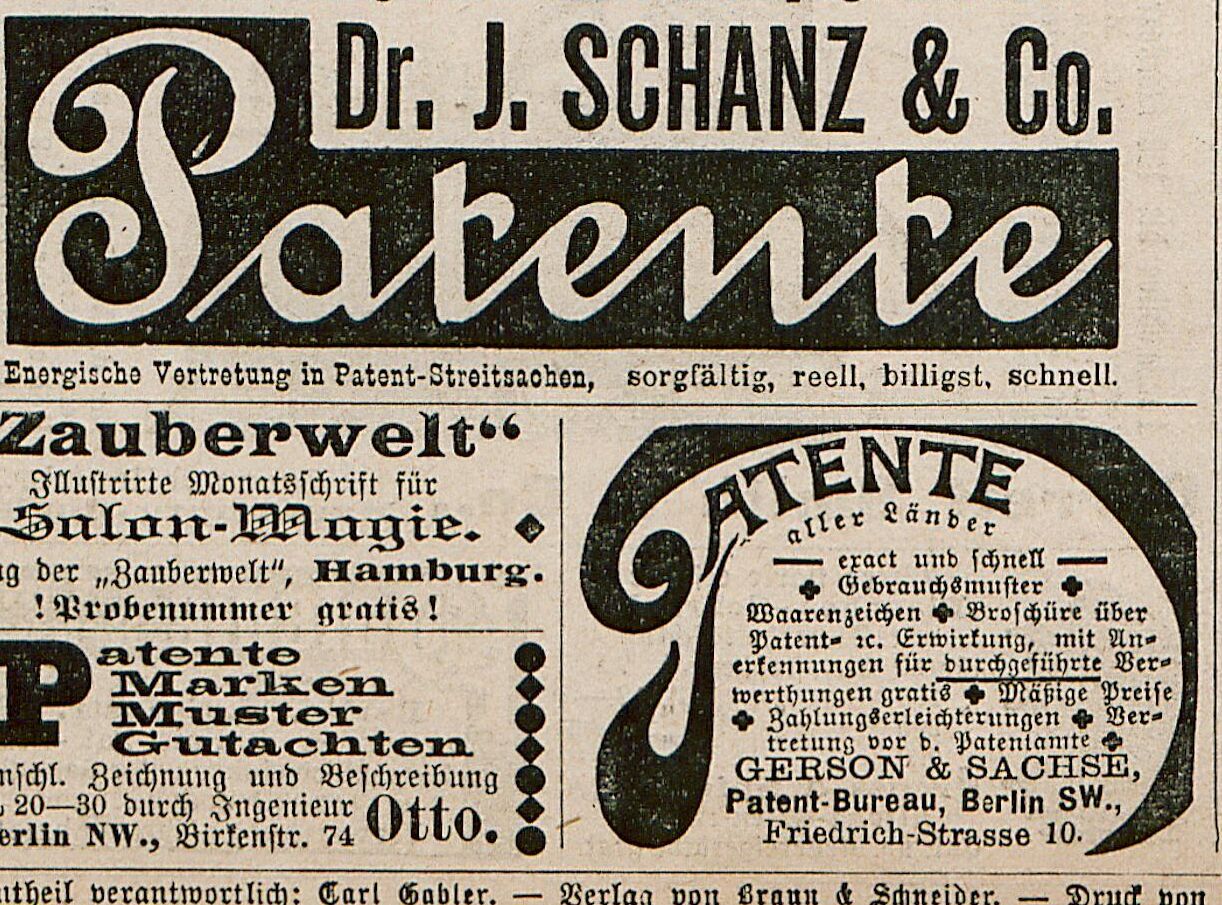 Dr. J. SCHANZ & Co.
Patente
Energische Vertretung in Patent-Streitsachen, sorgfältig, reell, billigst, schnell.
Zauberwelt“
Illustrirte Monatsschrift für
Salon-Magie.
der „Zauberwelt“, Hamburg.
! Probenummer gratis !
Patente
Marken
Muster
Gutachten
Zeichnung und Beschreibung
20—30 durch Ingenieur Otto.
NW., Birkenstr. 74
PATENTE
aller Länder
— exact und schnell —
Gebrauchsmuster
Waarenzeichen Broschüre über
Patent- ꝛc. Erwirkung, mit An-
erkennungen für durchgeführte Ver-
werthungen gratis Mäßige Preise
Zahlungserleichterungen Ver-
tretung vor d. Patentamte
GERSON & SACHSE,
Patent-Bureau, Berlin SW.,
Friedrich-Strasse 10.
verantwortlich: Carl Gabler. — Verlag von Braun & Schneider. — Druck von